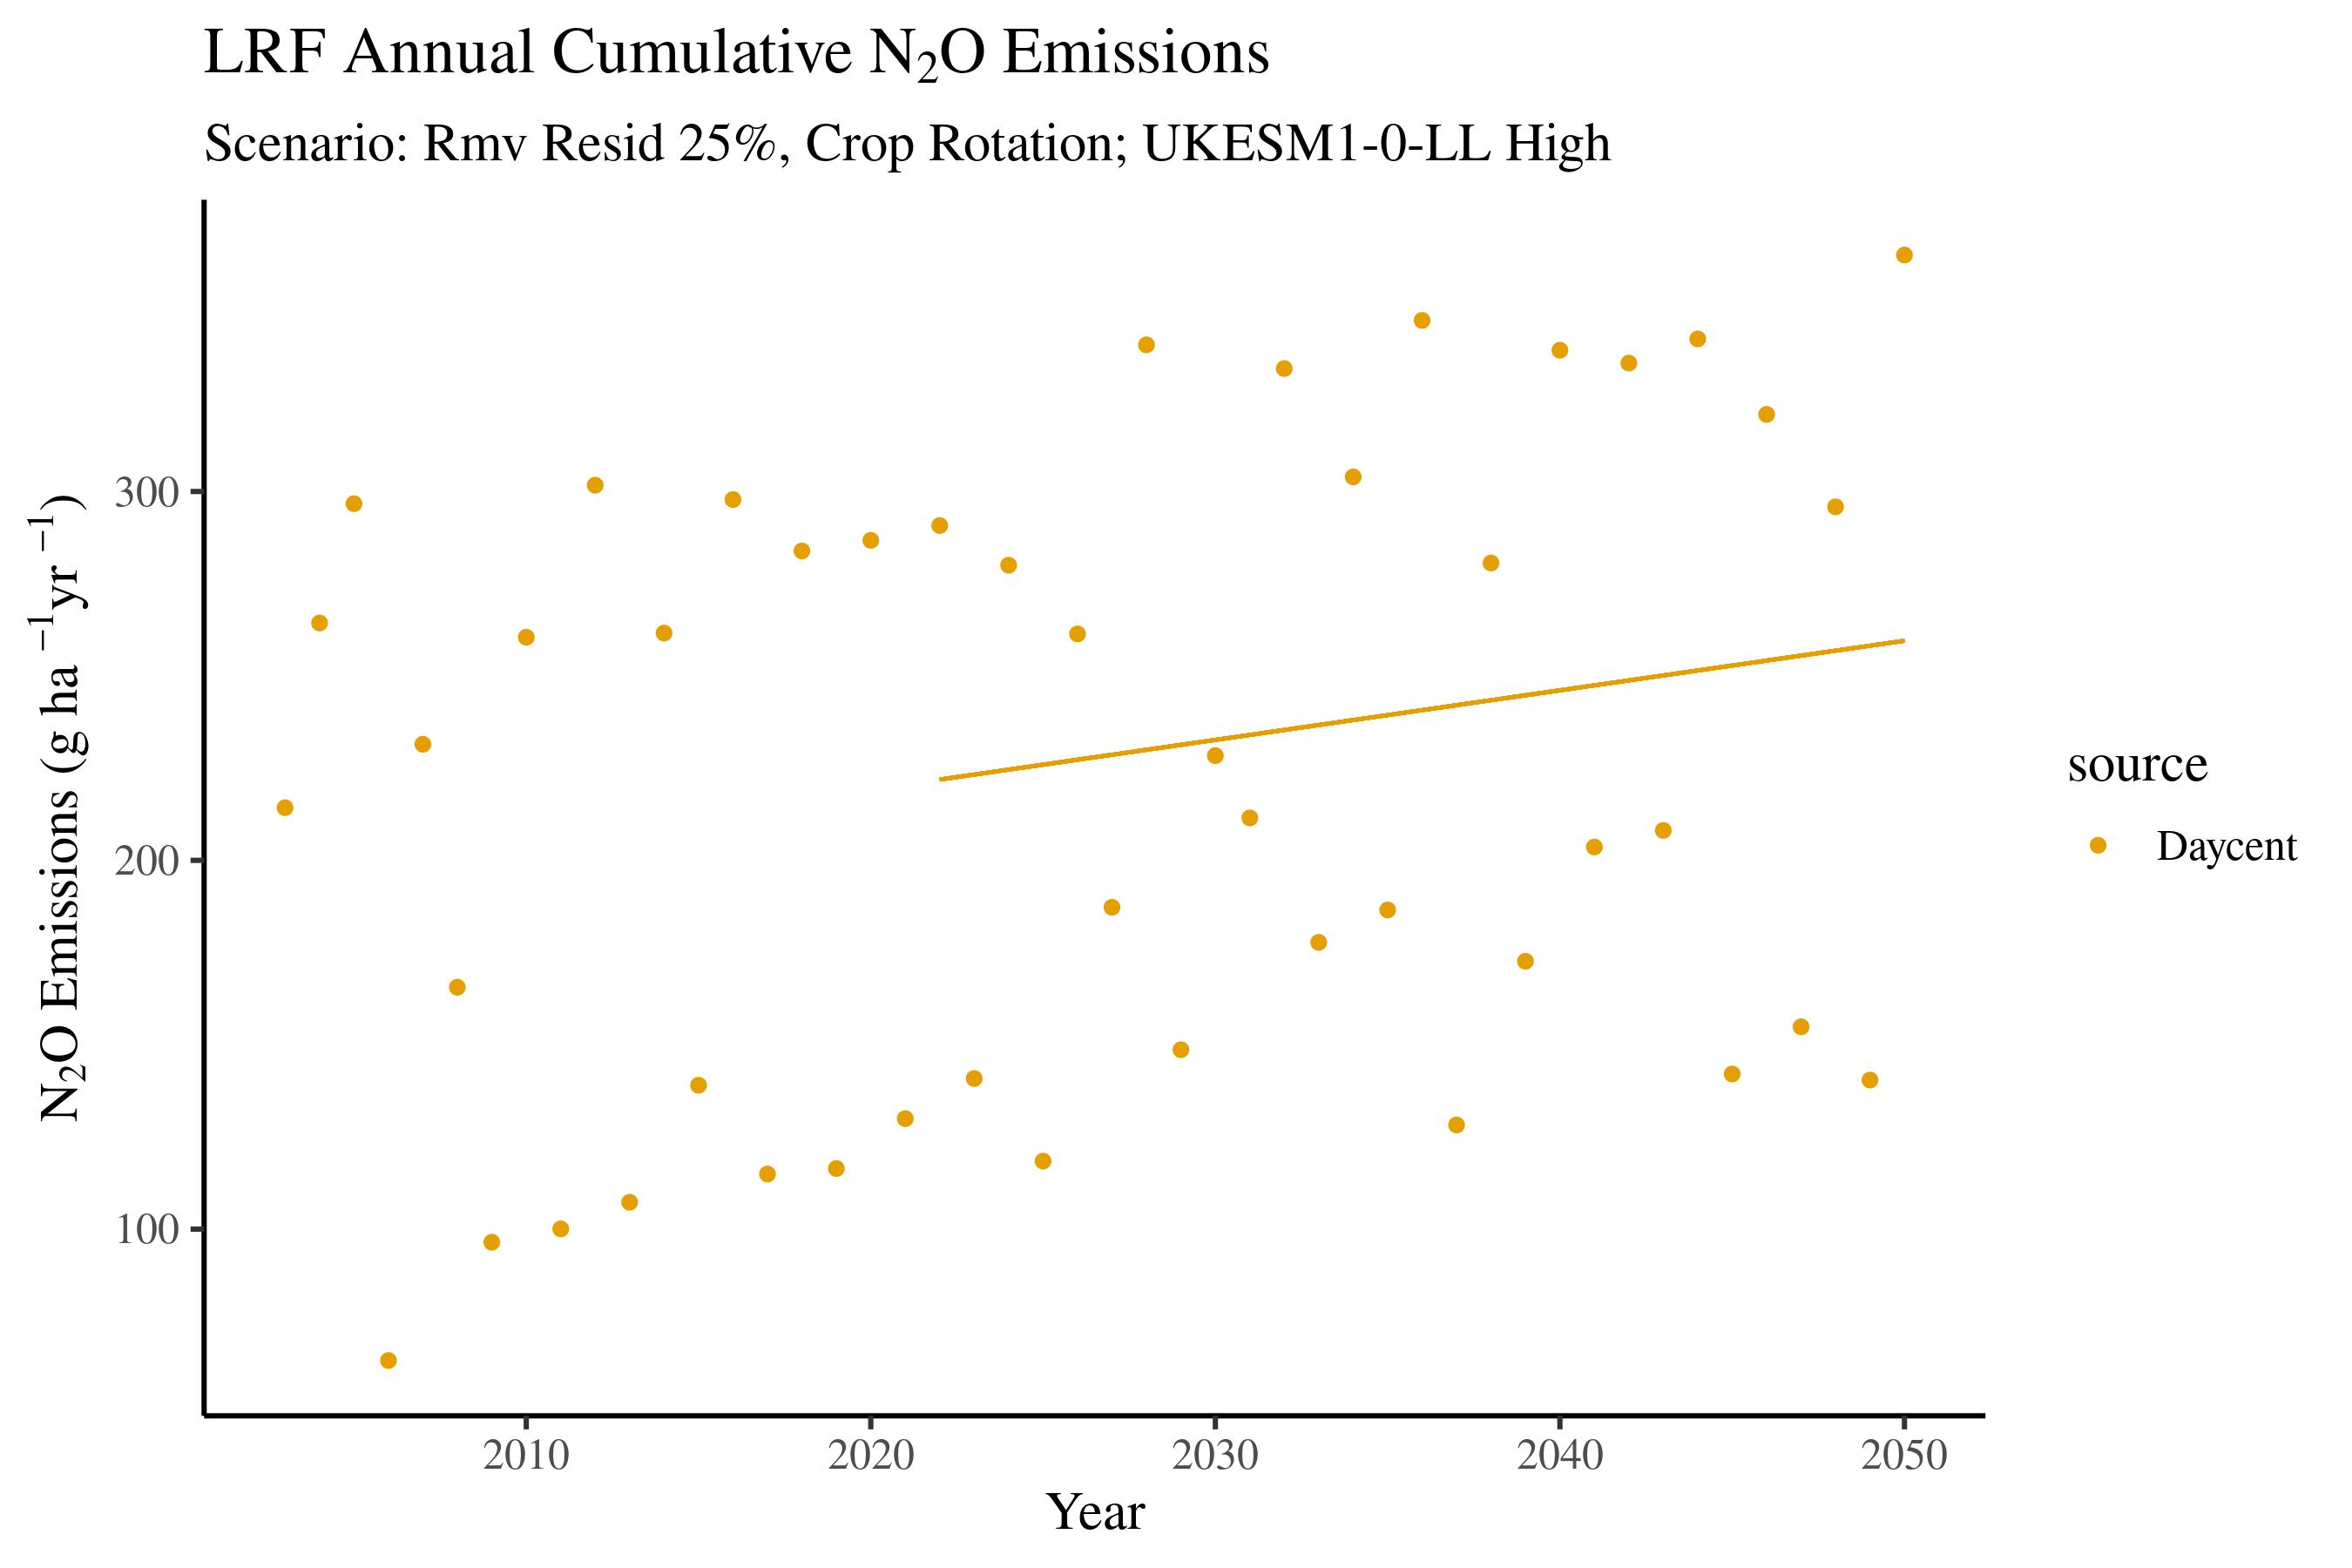 LRF Annual Cumulative N₂O Emissions
Scenario: Rmv Resid 25%, Crop Rotation; UKESM1-0-LL High
N₂O Emissions (g ha ⁻¹yr ⁻¹)
300
200
100
2010 2020 2030 2040 2050
Year
source
Daycent